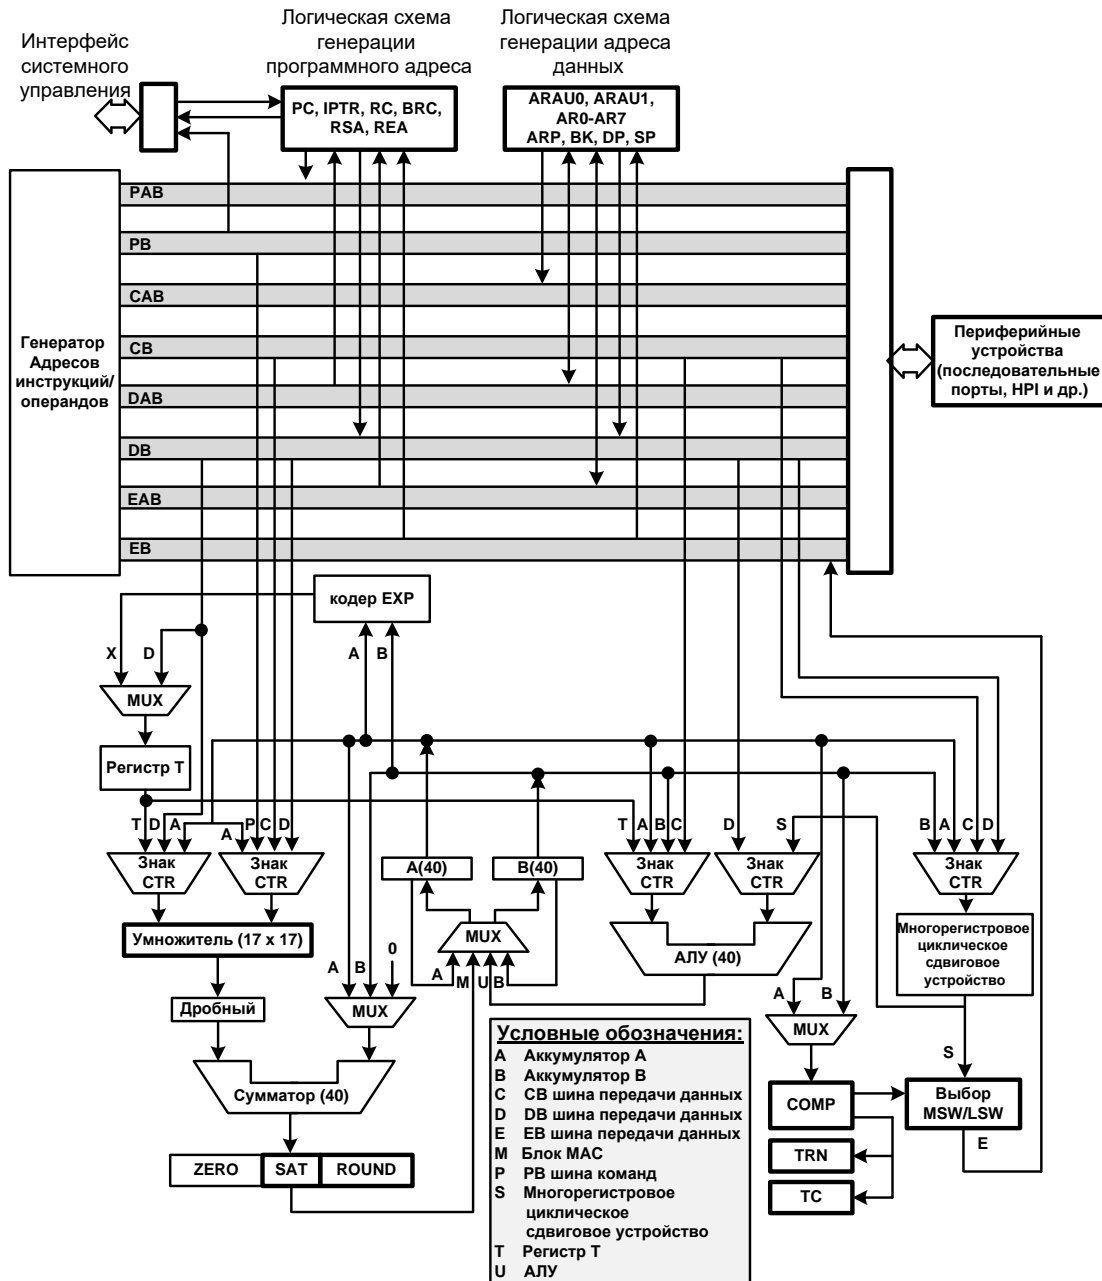 Интерфейс
системного
управления
Логическая схема
генерации
программного адреса
Логическая схема
генерации адреса
данных
PC, IPTR, RC, BRC,
RSA, REA
ARAU0, ARAU1,
AR0-AR7
ARP, BK, DP, SP
PAB
PB
CAB
CB
DAB
DB
EAB
EB
Генератор
Адресов
инструкций/
операндов
Периферийные
устройства
(последовательные
порты, HPI и др.)
кодер EXP
X
D
A
B
MUX
Регистр T
T
D
A
A
P
C
D
T
A
B
C
D
S
B
A
C
D
Знак
CTR
Знак
CTR
A(40)
B(40)
Знак
CTR
Знак
CTR
Знак
CTR
Умножитель (17 x 17)
MUX
A
M
U
B
АЛУ (40)
Многорегистровое
циклическое
сдвиговое
устройство
A
B
0
Дробный
MUX
A
B
MUX
S
Сумматор (40)
COMP
Выбор
MSW/LSW
E
TRN
TC
ZERO
SAT
ROUND
Условные обозначения:
A Аккумулятор A
B Аккумулятор B
C CB шина передачи данных
D DB шина передачи данных
E EB шина передачи данных
M Блок MAC
P PB шина команд
S Многорегистровое
циклическое
сдвиговое устройство
T Регистр T
U АЛУ